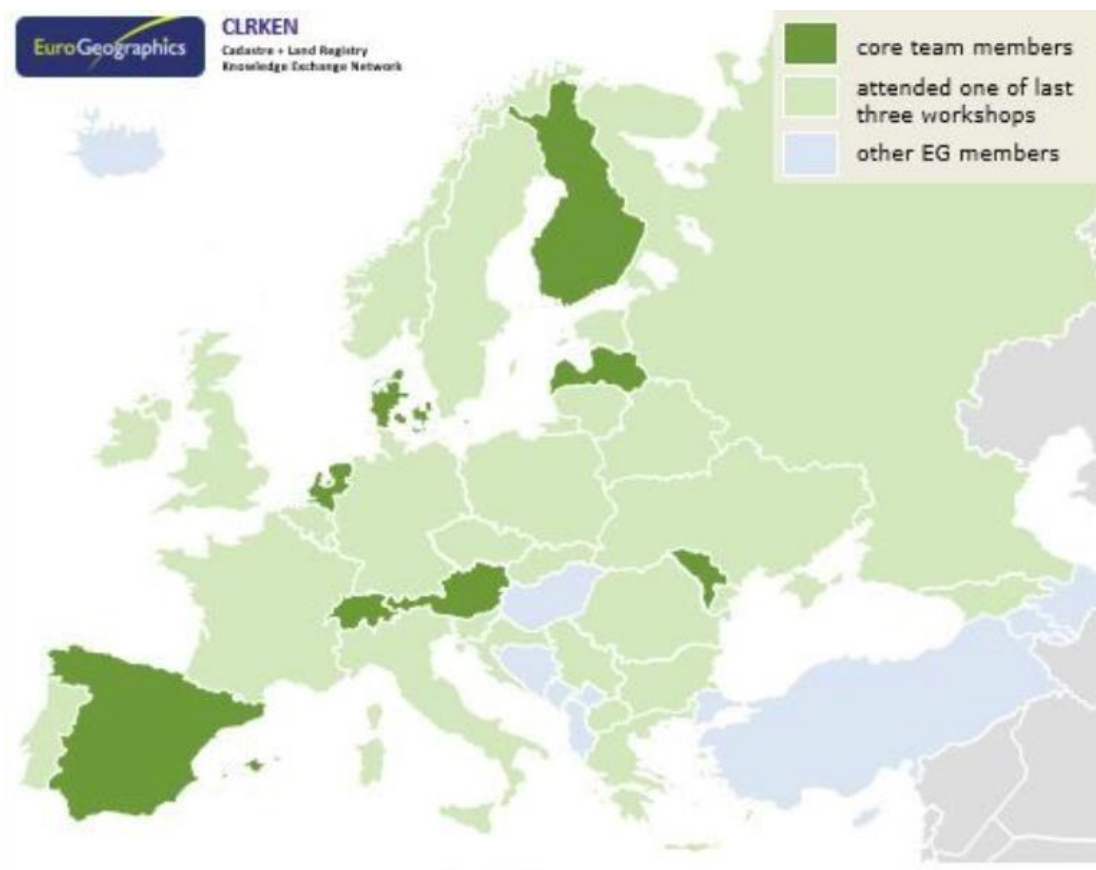 EuroGeographics
CLRKEN
Cadastre + Land Registry
Knowledge Exchange Network
core team members
attended one of last
three workshops
other EG members